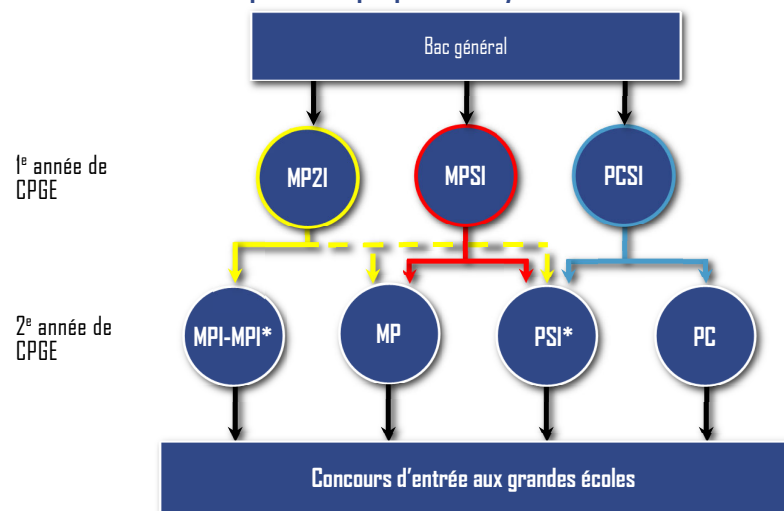 Bac général
1e année de
CPGE
MP2I
MPSI
PCSI
2e année de
CPGE
MPI-MPI*
MP
PSI*
PC
Concours d'entrée aux grandes écoles